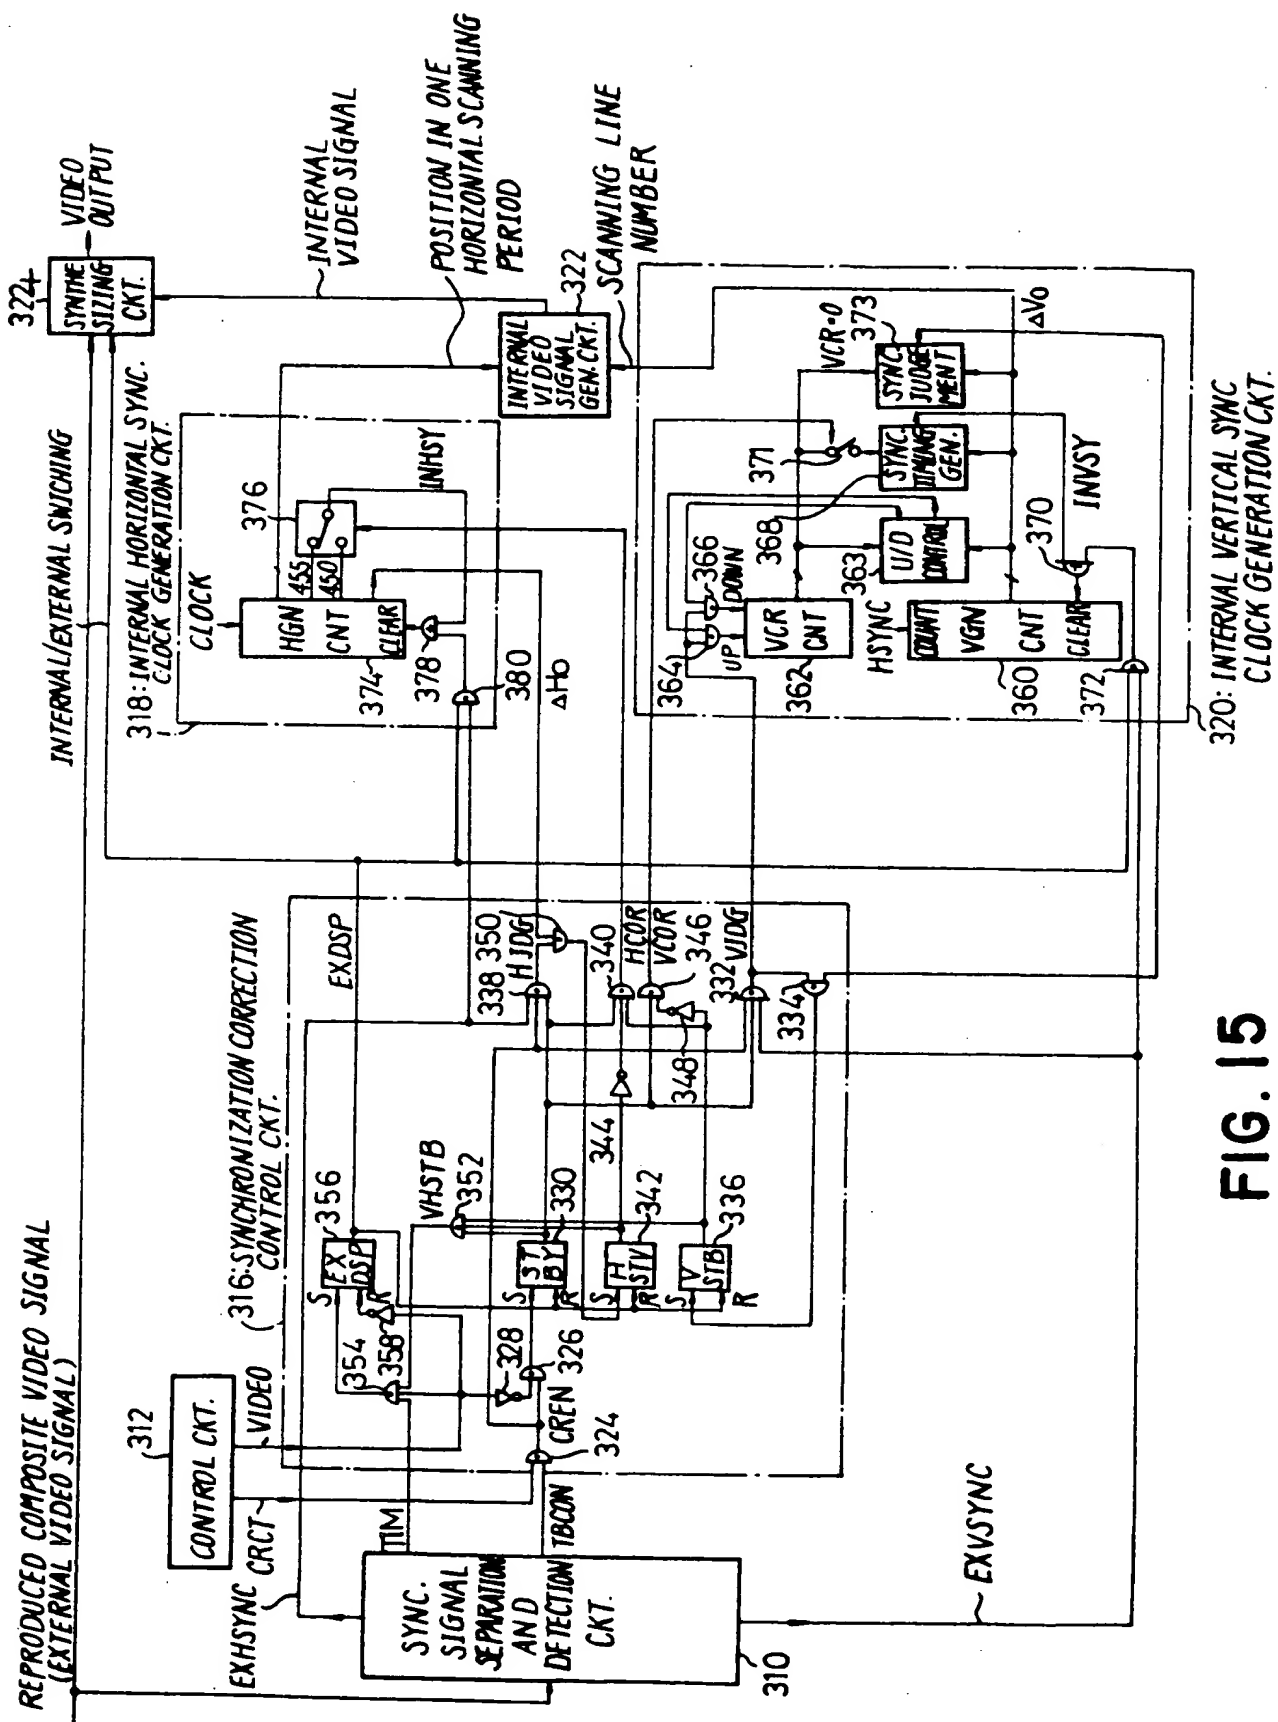 REPRODUCED COMPOSITE VIDEO SIGNAL
(EXTERNAL VIDEO SIGNAL)
312
CONTROL CKT.
VIDEO
CRCT
EXHSYNC
TIM
SYNC.
SIGNAL
SEPARATION
AND
DETECTION
CKT.
TBCON
310
EXVSYNC
316:SYNCHRONIZATION CORRECTION
CONTROL CKT.
356
EX
DSP
S
R
354
358
328
326
CREN
324
VHSTB
352
ST
BY
330
S
R
H
STV
342
S
R
V
STB
336
S
R
344
348
EXDSP
338
350
HJDG
340
HCOR
VCOR
346
332
VJDG
334
INTERNAL/EXTERNAL SWICHING
318:INTERNAL HORIZONTAL SYNC.
CLOCK GENERATION CKT.
CLOCK
HGN
CNT
CLEAR
455
450
376
374
378
380
INHSY
ΔHo
3224
SYNTHE
SIZING
CKT.
VIDEO
OUTPUT
INTERNAL
VIDEO SIGNAL
POSITION IN ONE
HORIZONTAL SCANNING
PERIOD
INTERNAL
VIDEO
SIGNAL
GEN.CKT.
322
SCANNING LINE
NUMBER
364
UP
366
DOWN
VCR
CNT
362
363
U/D
CONTROL
368
371
SYNC.
TIMING
GEN.
VCR=0
373
SYNC.
JUDGE
MENT
ΔVo
HSYNC
COUNT
VGN
CNT
CLEAR
360
370
INVSY
372
320: INTERNAL VERTICAL SYNC
CLOCK GENERATION CKT.
FIG. 15